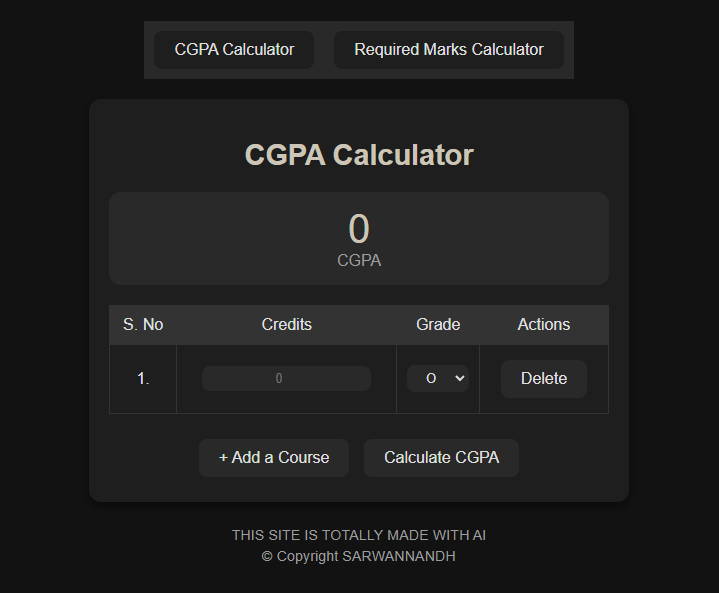 CGPA Calculator Required Marks Calculator
CGPA Calculator
0
CGPA
S. No Credits Grade Actions
1. 0 O Delete
+ Add a Course Calculate CGPA
THIS SITE IS TOTALLY MADE WITH AI
© Copyright SARWANNANDH